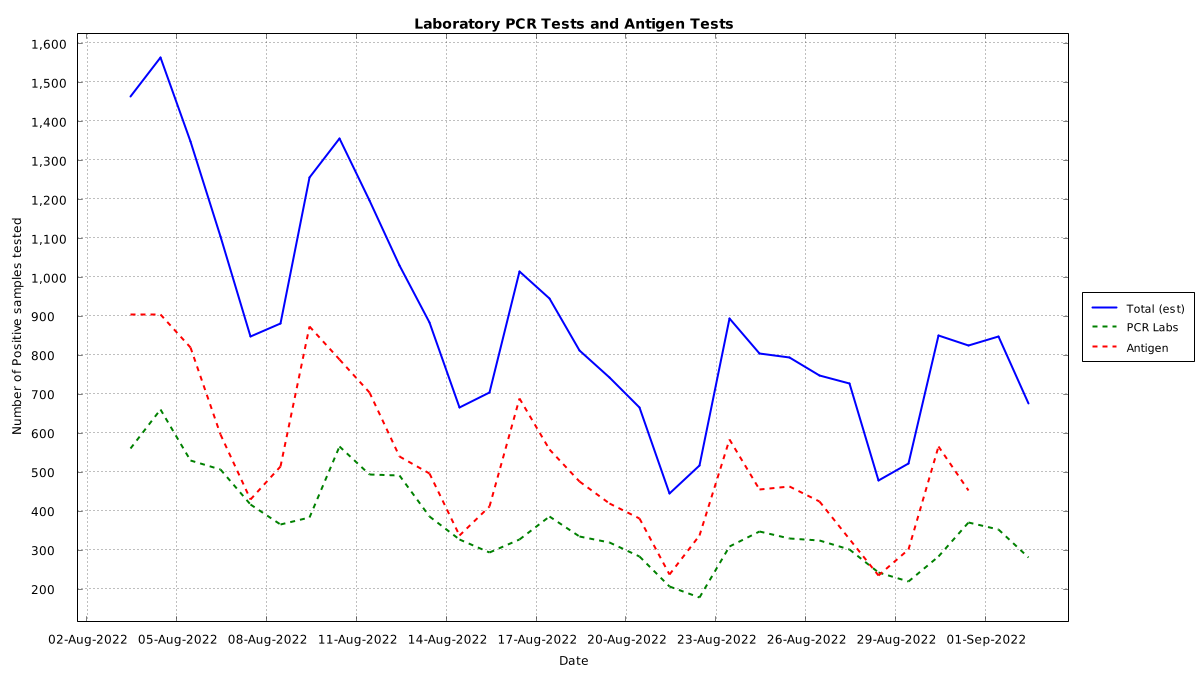 Laboratory PCR Tests and Antigen Tests
Number of Positive samples tested
1,600
1,500
1,400
1,300
1,200
1,100
1,000
900
800
700
600
500
400
300
200
02-Aug-2022 05-Aug-2022 08-Aug-2022 11-Aug-2022 14-Aug-2022 17-Aug-2022 20-Aug-2022 23-Aug-2022 26-Aug-2022 29-Aug-2022 01-Sep-2022
Date
Total (est)
PCR Labs
Antigen